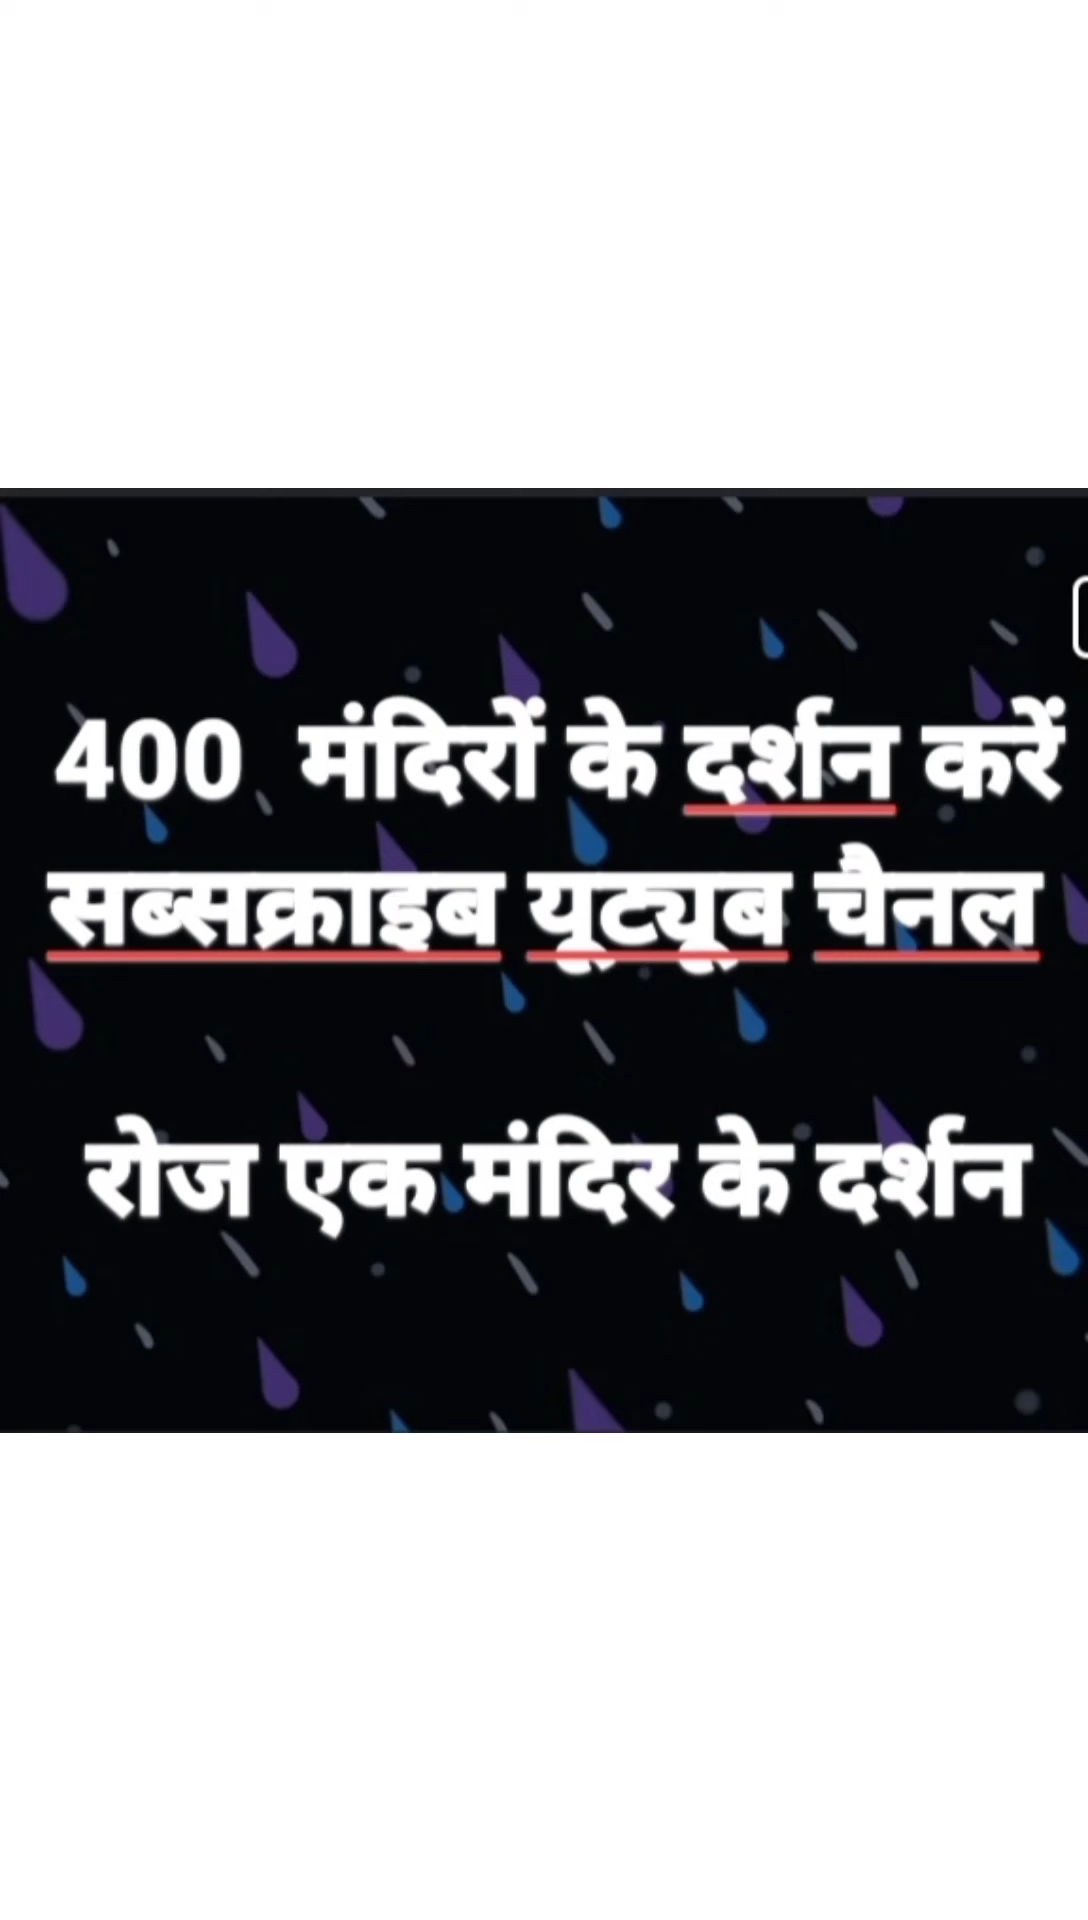 400 मंदिरों के दर्शन करें
सब्सक्राइब यूट्यूब चैनल
रोज एक मंदिर के दर्शन